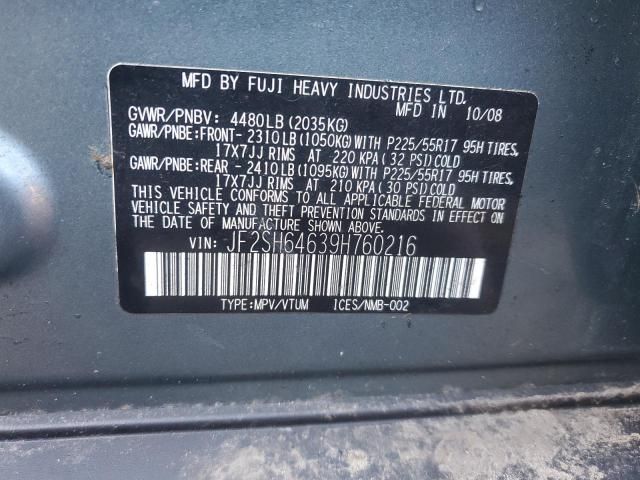 MFD BY FUJI HEAVY INDUSTRIES LTD.
MFD IN 10/08
GVWR/PNBV: 4480LB (2035KG)
GAWR/PNBE:FRONT- 2310LB (1050KG) WITH P225/55R17 95H TIRES,
17X7JJ RIMS AT 220 KPA (32 PSI) COLD
GAWR/PNBE:REAR - 2410LB (1095KG) WITH P225/55R17 95H TIRES,
17X7JJ RIMS AT 210 KPA (30 PSI) COLD
THIS VEHICLE CONFORMS TO ALL APPLICABLE FEDERAL MOTOR
VEHICLE SAFETY AND THEFT PREVENTION STANDARDS IN EFFECT ON
THE DATE OF MANUFACTURE SHOWN ABOVE.
VIN: JF2SH64639H760216
TYPE:MPV/VTUM ICES/NMB-002